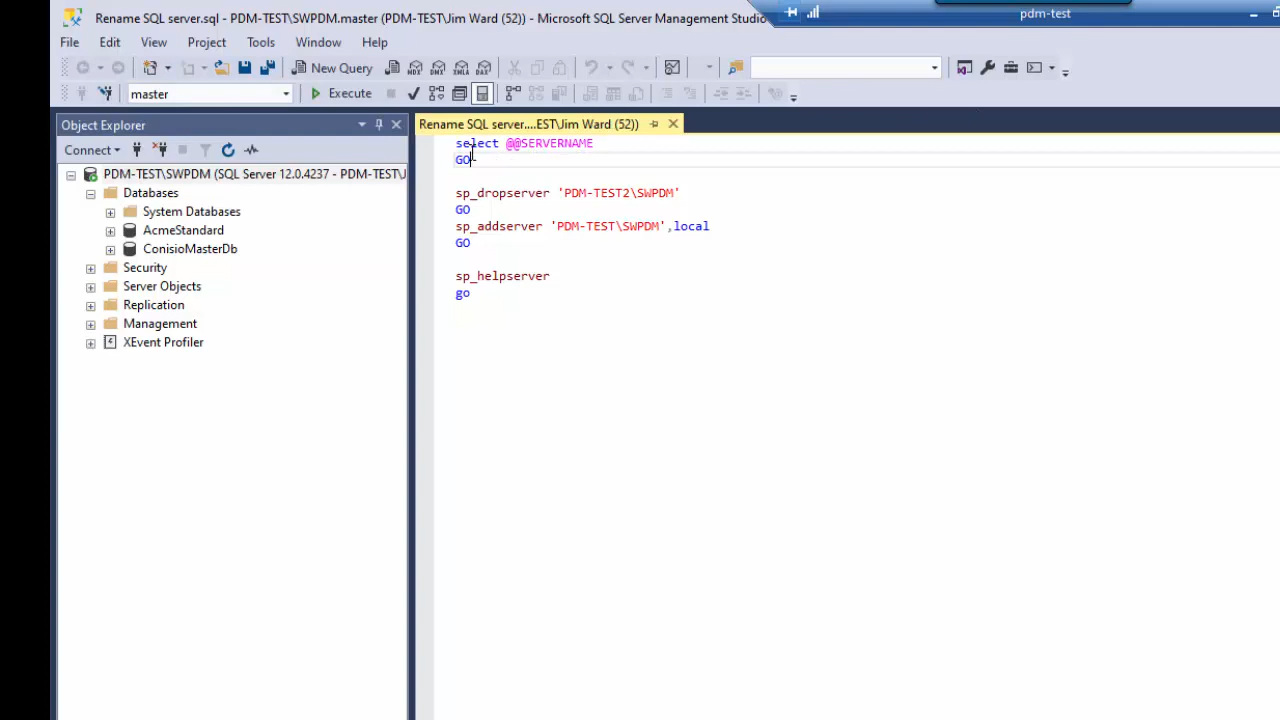 Rename SQL server.sql - PDM-TEST\SWPDM.master (PDM-TEST\Jim Ward (52)) - Microsoft SQL Server Management Studio
pdm-test
File Edit View Project Tools Window Help
New Query MDX DMX XMLA DAX
master Execute
Object Explorer
Rename SQL server....EST\Jim Ward (52))
Connect
PDM-TEST\SWPDM (SQL Server 12.0.4237 - PDM-TEST\J
Databases
System Databases
AcmeStandard
ConisioMasterDb
Security
Server Objects
Replication
Management
XEvent Profiler
select @@SERVERNAME
GO
sp_dropserver 'PDM-TEST2\SWPDM'
GO
sp_addserver 'PDM-TEST\SWPDM',local
GO
sp_helpserver
go